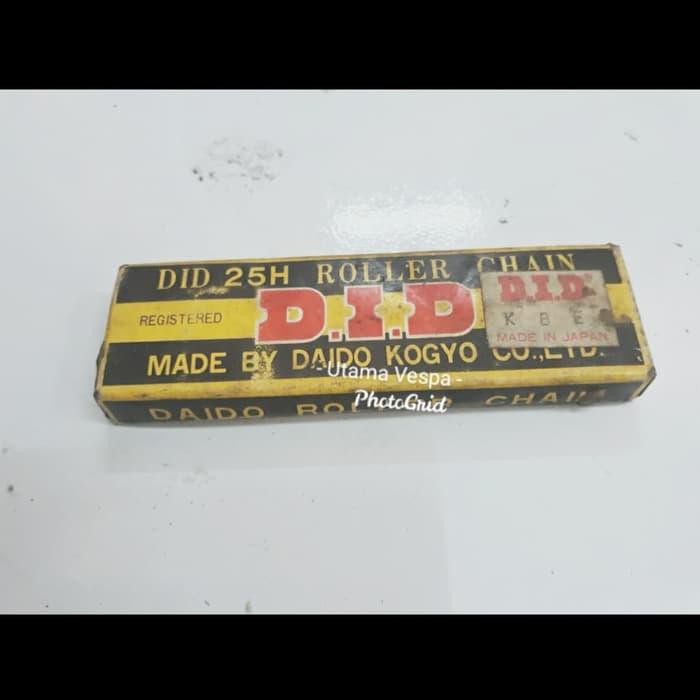 DID 25H ROLLER CHAIN
REGISTERED
D.I.D
D.I.D
K B E
MADE IN JAPAN
MADE BY DAIDO KOGYO CO.,LTD.
- Utama Vespa -
PhotoGrid
DAIDO ROLLER CHAIN